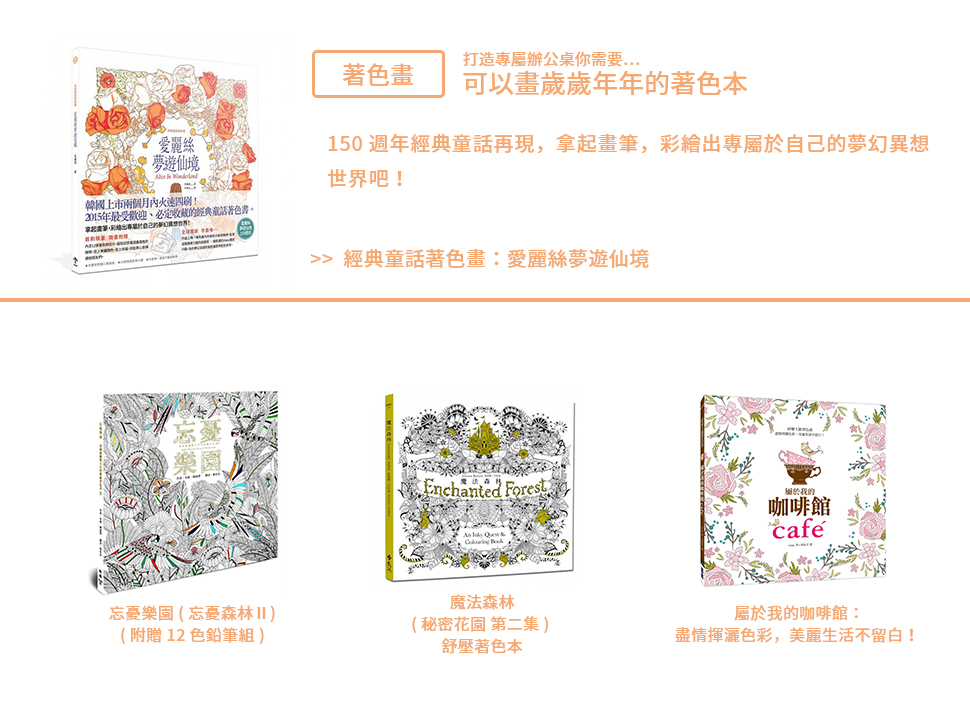 愛麗絲
夢遊仙境
Alice in Wonderland
韓國上市兩個月內火速四刷！
2015年最受歡迎、必定收藏的經典童話著色書。
拿起畫筆，彩繪出專屬於自己的夢幻異想世界！
著色畫
打造專屬辦公桌你需要...
可以畫歲歲年年的著色本
150 週年經典童話再現，拿起畫筆，彩繪出專屬於自己的夢幻異想
世界吧！
>> 經典童話著色畫：愛麗絲夢遊仙境
忘憂
樂園
忘憂樂園 ( 忘憂森林 II )
( 附贈 12 色鉛筆組 )
魔法森林
Enchanted Forest
An Inky Quest &
Colouring Book
魔法森林
( 秘密花園 第二集 )
舒壓著色本
屬於我的
咖啡館
café
屬於我的咖啡館：
盡情揮灑色彩，美麗生活不留白！